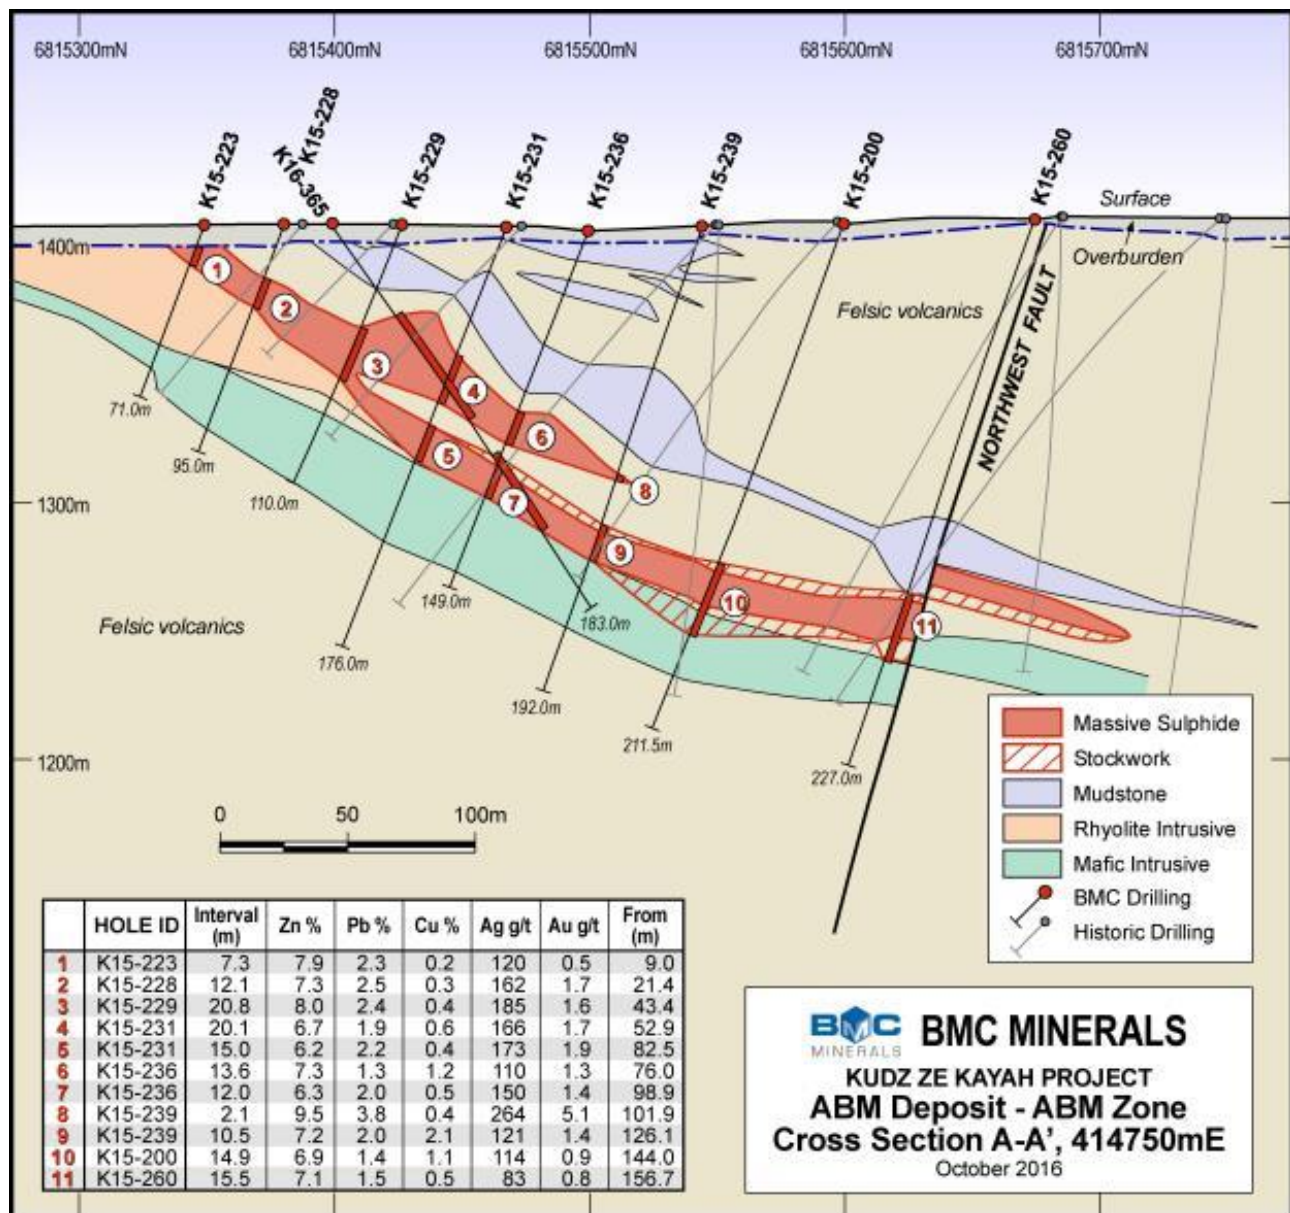 6815300mN 6815400mN 6815500mN 6815600mN 6815700mN
K15-223
K16-365
K15-228
K15-229
K15-231
K15-236
K15-239
K15-200
K15-260
Surface
Overburden
1400m
1300m
1200m
Felsic volcanics
NORTHWEST FAULT
1
2
3
4
5
6
7
8
9
10
11
71.0m
95.0m
110.0m
176.0m
149.0m
183.0m
192.0m
211.5m
227.0m
Felsic volcanics
0 50 100m
Massive Sulphide
Stockwork
Mudstone
Rhyolite Intrusive
Mafic Intrusive
BMC Drilling
Historic Drilling
HOLE ID Interval (m) Zn % Pb % Cu % Ag g/t Au g/t From (m)
1 K15-223 7.3 7.9 2.3 0.2 120 0.5 9.0
2 K15-228 12.1 7.3 2.5 0.3 162 1.7 21.4
3 K15-229 20.8 8.0 2.4 0.4 185 1.6 43.4
4 K15-231 20.1 6.7 1.9 0.6 166 1.7 52.9
5 K15-231 15.0 6.2 2.2 0.4 173 1.9 82.5
6 K15-236 13.6 7.3 1.3 1.2 110 1.3 76.0
7 K15-236 12.0 6.3 2.0 0.5 150 1.4 98.9
8 K15-239 2.1 9.5 3.8 0.4 264 5.1 101.9
9 K15-239 10.5 7.2 2.0 2.1 121 1.4 126.1
10 K15-200 14.9 6.9 1.4 1.1 114 0.9 144.0
11 K15-260 15.5 7.1 1.5 0.5 83 0.8 156.7
BMC
MINERALS
BMC MINERALS
KUDZ ZE KAYAH PROJECT
ABM Deposit - ABM Zone
Cross Section A-A’, 414750mE
October 2016